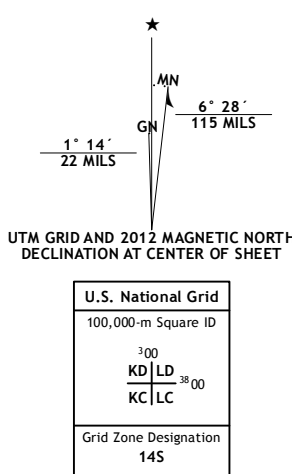 ★
MN
6° 28´
115 MILS
GN
1° 14´
22 MILS
UTM GRID AND 2012 MAGNETIC NORTH
DECLINATION AT CENTER OF SHEET
U.S. National Grid
100,000-m Square ID
³00
KD LD
³⁸00
KC LC
Grid Zone Designation
14S